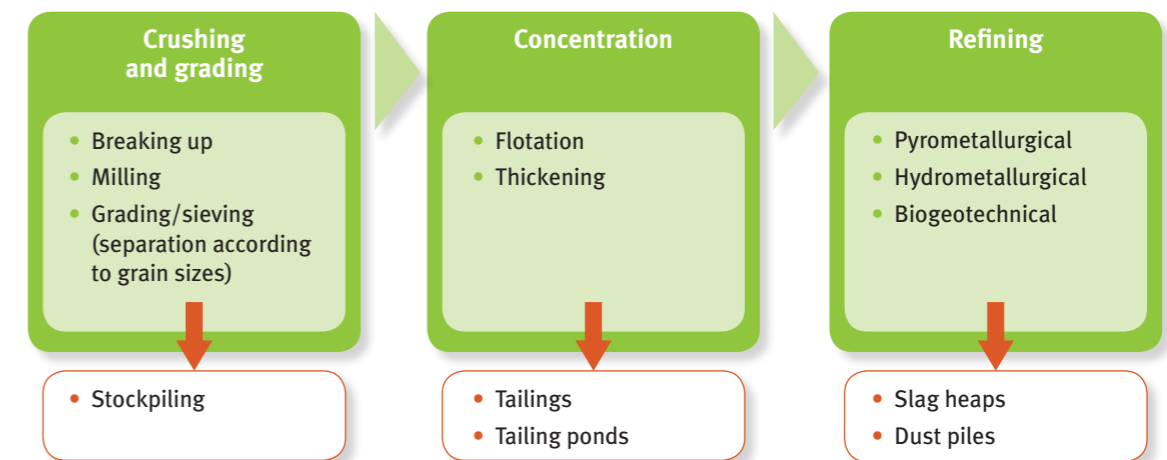 Crushing
and grading
• Breaking up
• Milling
• Grading/sieving
(separation according
to grain sizes)
• Stockpiling
Concentration
• Flotation
• Thickening
• Tailings
• Tailing ponds
Refining
• Pyrometallurgical
• Hydrometallurgical
• Biogeotechnical
• Slag heaps
• Dust piles